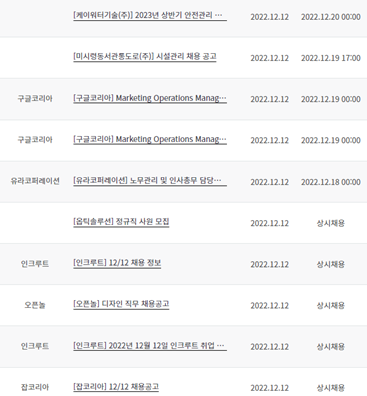 [케이워터기술(주)] 2023년 상반기 안전관리 … 2022.12.12 2022.12.20 00:00
[미시령동서관통도로(주)] 시설관리 채용 공고 2022.12.12 2022.12.19 17:00
구글코리아 [구글코리아] Marketing Operations Manag… 2022.12.12 2022.12.19 00:00
구글코리아 [구글코리아] Marketing Operations Manag… 2022.12.12 2022.12.19 00:00
유라코퍼레이션 [유라코퍼레이션] 노무관리 및 인사총무 담당… 2022.12.12 2022.12.18 00:00
[옵틱솔루션] 정규직 사원 모집 2022.12.12 상시채용
인크루트 [인크루트] 12/12 채용 정보 2022.12.12 상시채용
오픈놀 [오픈놀] 디자인 직무 채용공고 2022.12.12 상시채용
인크루트 [인크루트] 2022년 12월 12일 인크루트 취업 … 2022.12.12 상시채용
잡코리아 [잡코리아] 12/12 채용공고 2022.12.12 상시채용